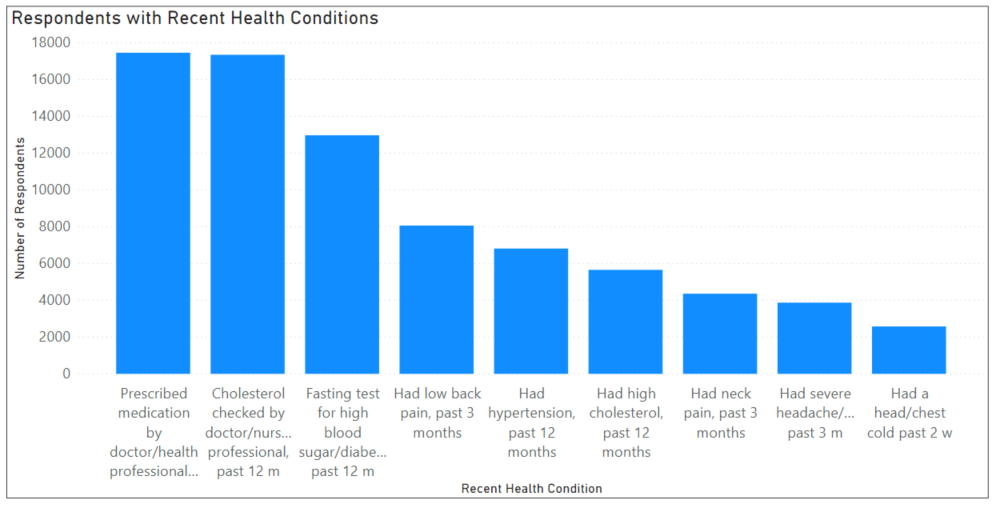 Respondents with Recent Health Conditions
18000
16000
14000
12000
10000
8000
6000
4000
2000
0
Number of Respondents
Prescribed
medication
by
doctor/health
professional...
Cholesterol
checked by
doctor/nurs...
professional,
past 12 m
Fasting test
for high
blood
sugar/diabe...
past 12 m
Had low back
pain, past 3
months
Had
hypertension,
past 12
months
Had high
cholesterol,
past 12
months
Had neck
pain, past 3
months
Had severe
headache/...
past 3 m
Had a
head/chest
cold past 2 w
Recent Health Condition